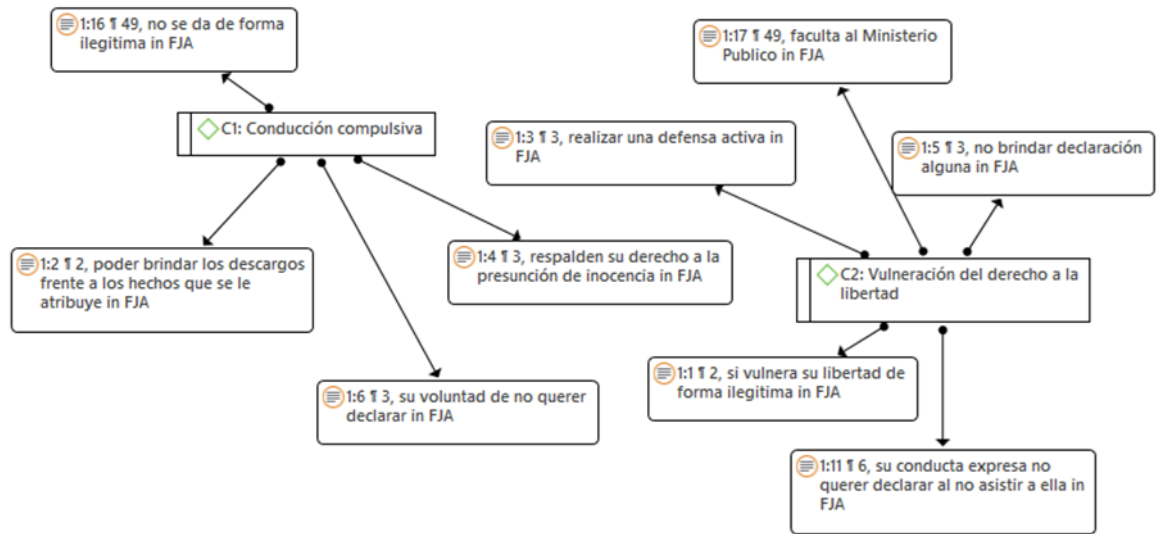 1:16 ¶ 49, no se da de forma
ilegitima in FJA
1:17 ¶ 49, faculta al Ministerio
Publico in FJA
C1: Conducción compulsiva
1:3 ¶ 3, realizar una defensa activa in
FJA
1:5 ¶ 3, no brindar declaración
alguna in FJA
1:2 ¶ 2, poder brindar los descargos
frente a los hechos que se le
atribuye in FJA
1:4 ¶ 3, respalden su derecho a la
presunción de inocencia in FJA
C2: Vulneración del derecho a la
libertad
1:6 ¶ 3, su voluntad de no querer
declarar in FJA
1:1 ¶ 2, si vulnera su libertad de
forma ilegitima in FJA
1:11 ¶ 6, su conducta expresa no
querer declarar al no asistir a ella in
FJA